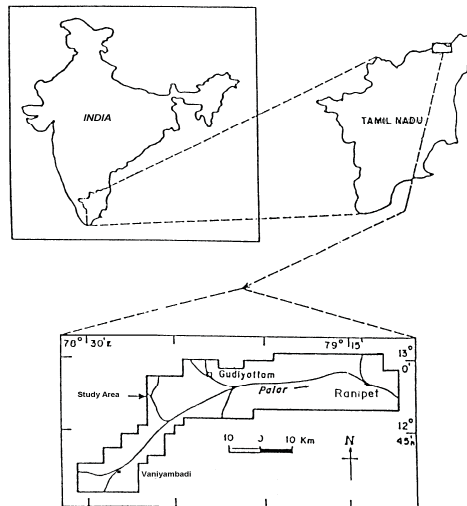 INDIA
TAMIL NADU
70° 30'E
79° 15'
13° 0'
Gudiyottam
Palar
Ranipet
Study Area
12° 45'N
10 0 10 Km
N
Vaniyambadi